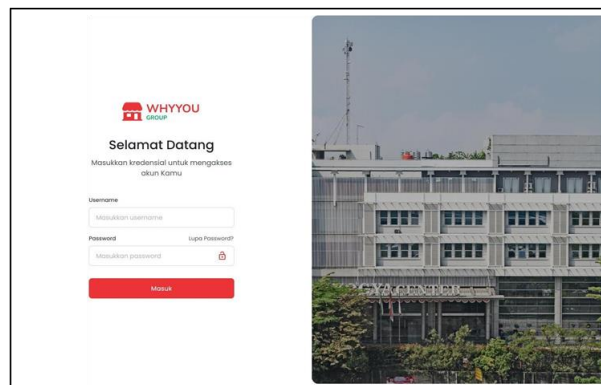 WHYYOU
GROUP
Selamat Datang
Masukkan kredensial untuk mengakses
akun Kamu
Username
Masukkan username
Password Lupa Password?
Masukkan password
Masuk